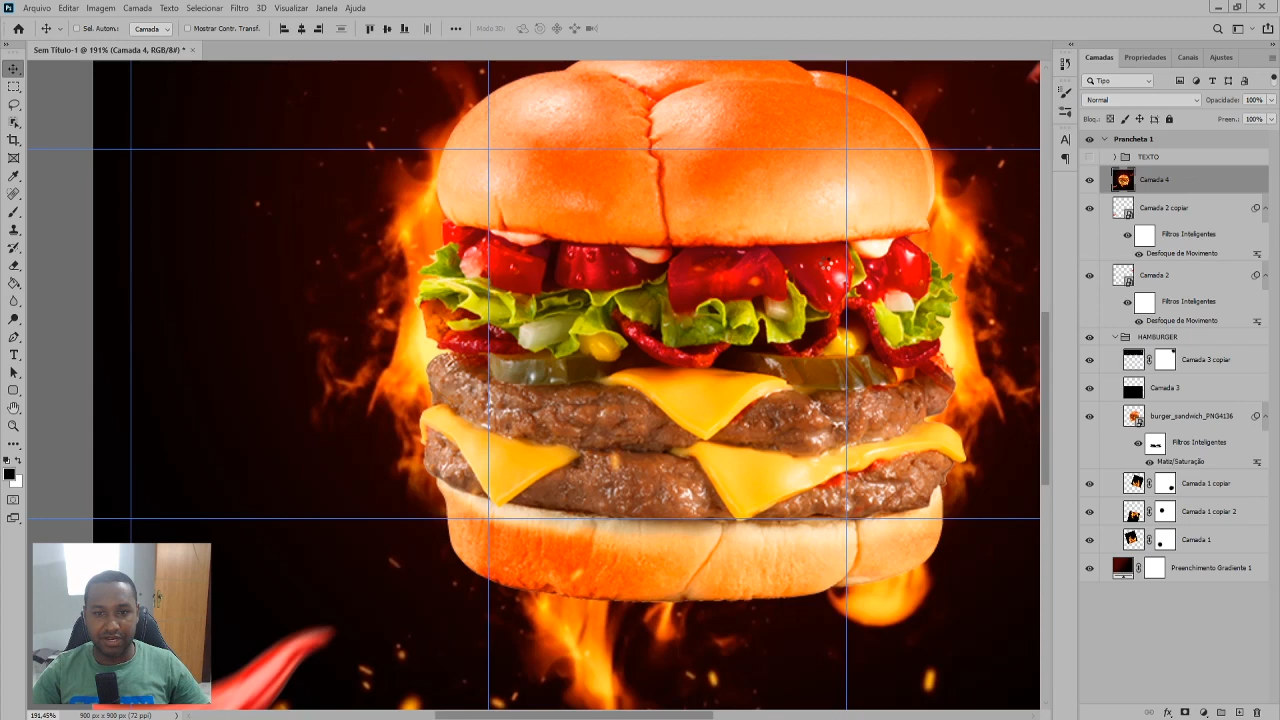 Arquivo Editar Imagem Camada Texto Selecionar Filtro 3D Visualizar Janela Ajuda
Sel. Autom.: Camada Mostrar Contr. Transf. Modo 3D:
Sem Título-1 @ 191% (Camada 4, RGB/8#) *
Camadas Propriedades Canais Ajustes
Tipo
Normal Opacidade: 100%
Bloq.: Preen.: 100%
Prancheta 1
TEXTO
Camada 4
Camada 2 copiar
Filtros Inteligentes
Desfoque de Movimento
Camada 2
Filtros Inteligentes
Desfoque de Movimento
HAMBURGER
Camada 3 copiar
Camada 3
burger_sandwich_PNG4136
Filtros Inteligentes
Matiz/Saturação
Camada 1 copiar
Camada 1 copiar 2
Camada 1
Preenchimento Gradiente 1
191,45% 900 px x 900 px (72 ppi)